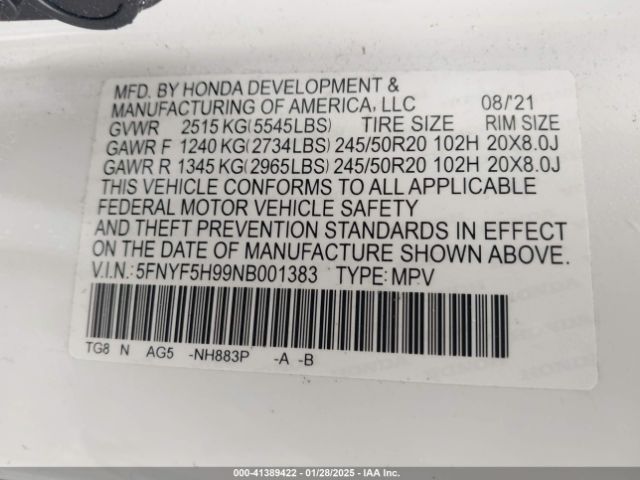 MFD. BY HONDA DEVELOPMENT &
MANUFACTURING OF AMERICA, LLC 08/'21
GVWR 2515 KG(5545LBS) TIRE SIZE RIM SIZE
GAWR F 1240 KG(2734LBS) 245/50R20 102H 20X8.0J
GAWR R 1345 KG(2965LBS) 245/50R20 102H 20X8.0J
THIS VEHICLE CONFORMS TO ALL APPLICABLE
FEDERAL MOTOR VEHICLE SAFETY
AND THEFT PREVENTION STANDARDS IN EFFECT
ON THE DATE OF MANUFACTURE SHOWN ABOVE.
V.I.N.:5FNYF5H99NB001383 TYPE:MPV
TG8 N AG5 -NH883P -A -B
000-41389422 - 01/28/2025 - IAAI.COM